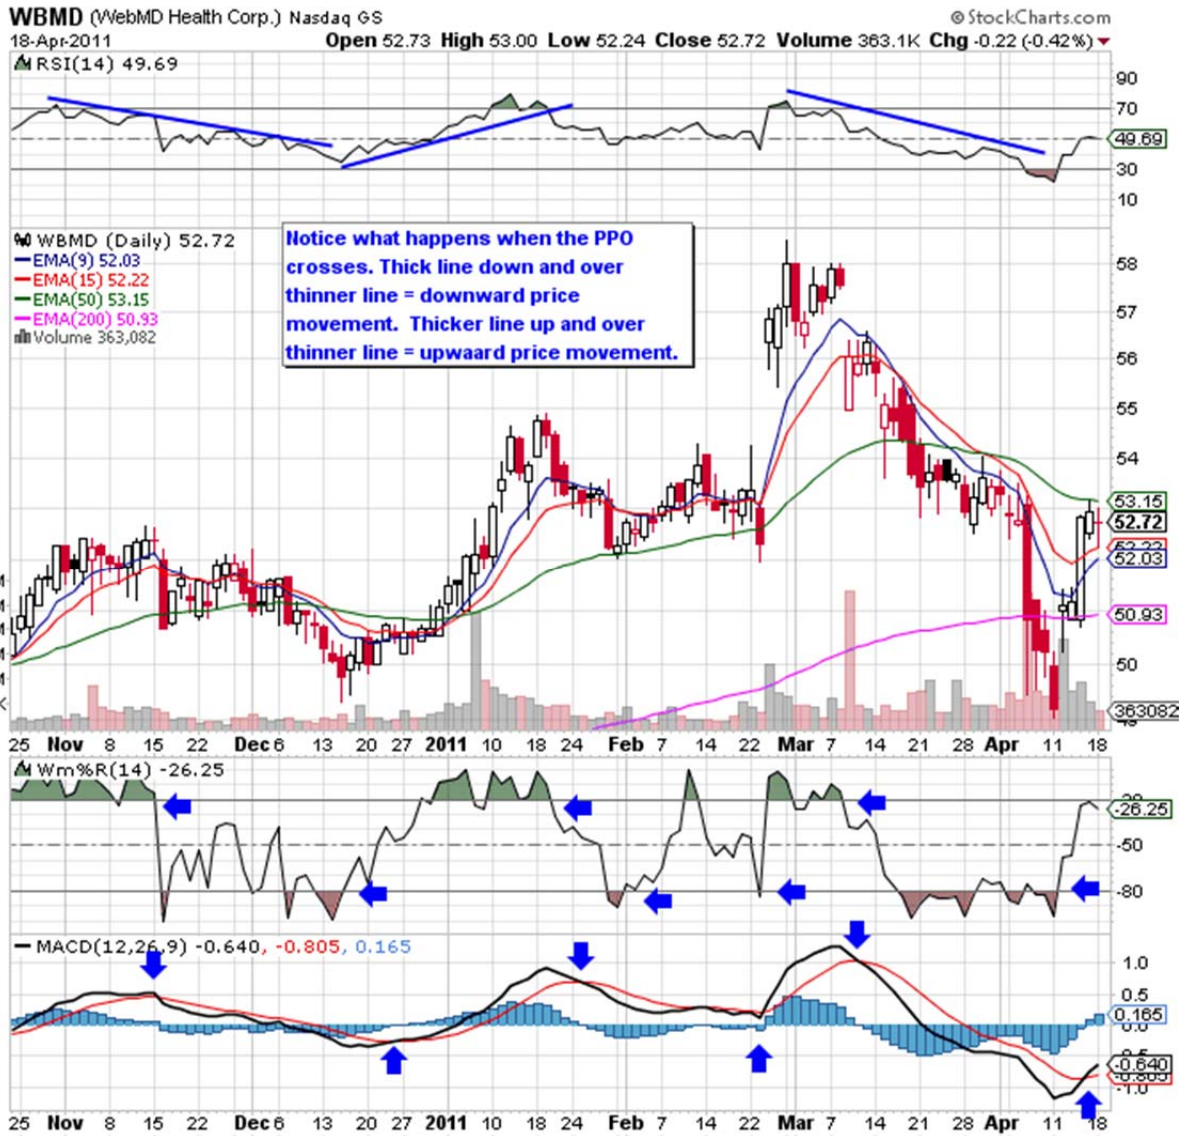 WBMD (WebMD Health Corp.) Nasdaq GS
© StockCharts.com
18-Apr-2011
Open 52.73 High 53.00 Low 52.24 Close 52.72 Volume 363.1K Chg -0.22 (-0.42%)
RSI(14) 49.69
90
70
49.69
30
10
WBMD (Daily) 52.72
EMA(9) 52.03
EMA(15) 52.22
EMA(50) 53.15
EMA(200) 50.93
Volume 363,082
Notice what happens when the PPO
crosses. Thick line down and over
thinner line = downward price
movement. Thicker line up and over
thinner line = upwaard price movement.
58
57
56
55
54
53.15
52.72
52.22
52.03
50.93
50
363082
25 Nov 8 15 22 Dec 6 13 20 27 2011 10 18 24 Feb 7 14 22 Mar 7 14 21 28 Apr 11 18
Wm%R(14) -26.25
-26.25
-50
-80
MACD(12,26,9) -0.640, -0.805, 0.165
1.0
0.5
0.165
0.0
-0.640
-0.805
-1.0
25 Nov 8 15 22 Dec 6 13 20 27 2011 10 18 24 Feb 7 14 22 Mar 7 14 21 28 Apr 11 18